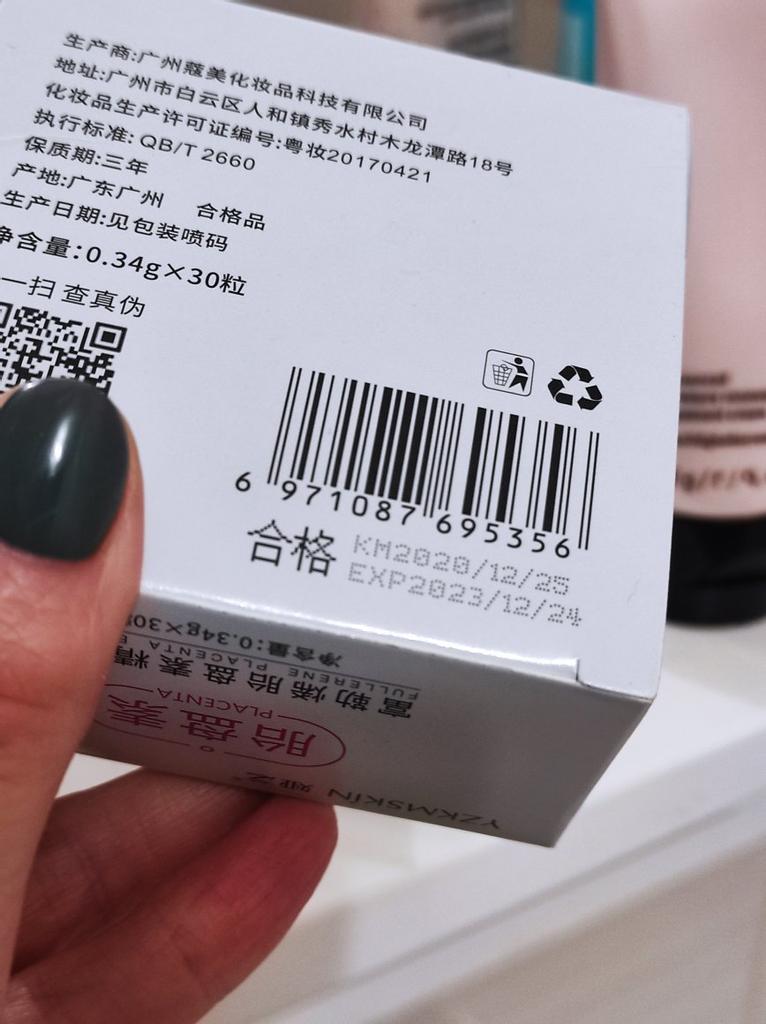 生产商:广州蔻美化妆品科技有限公司
地址:广州市白云区人和镇秀水村木龙潭路18号
化妆品生产许可证编号:粤妆20170421
执行标准: QB/T 2660
保质期:三年
产地:广东广州 合格品
生产日期:见包装喷码
净含量:0.34g×30粒
一扫 查真伪
6 971087 695356
合格 KM2020/12/25
EXP2023/12/24
YZKMSKIN
胎盘素
PLACENTA
富勒烯胎盘素精
FULLERENE PLACENTA E
净含量:0.34g×30